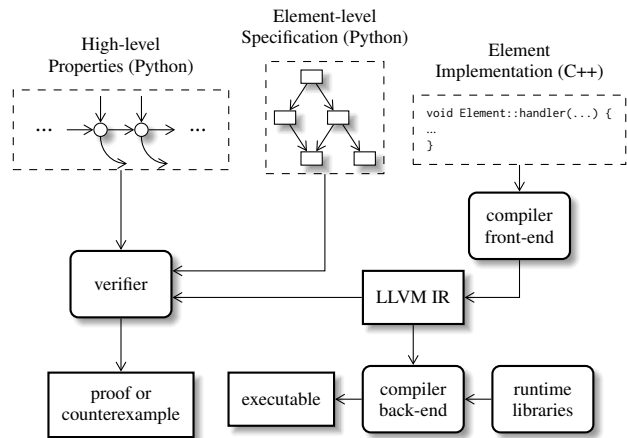 High-level
Properties (Python)
Element-level
Specification (Python)
Element
Implementation (C++)
...
...
void Element::handler(...) {
...
}
compiler
front-end
verifier
LLVM IR
proof or
counterexample
executable
compiler
back-end
runtime
libraries